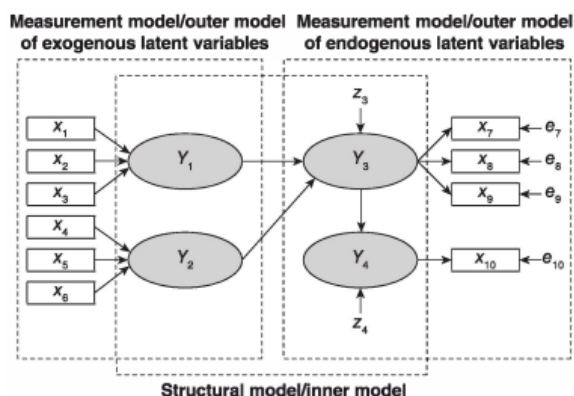 Measurement model/outer model
of exogenous latent variables
Measurement model/outer model
of endogenous latent variables
x1
x2
x3
x4
x5
x6
Y1
Y2
z3
Y3
Y4
z4
x7
x8
x9
x10
e7
e8
e9
e10
Structural model/inner model